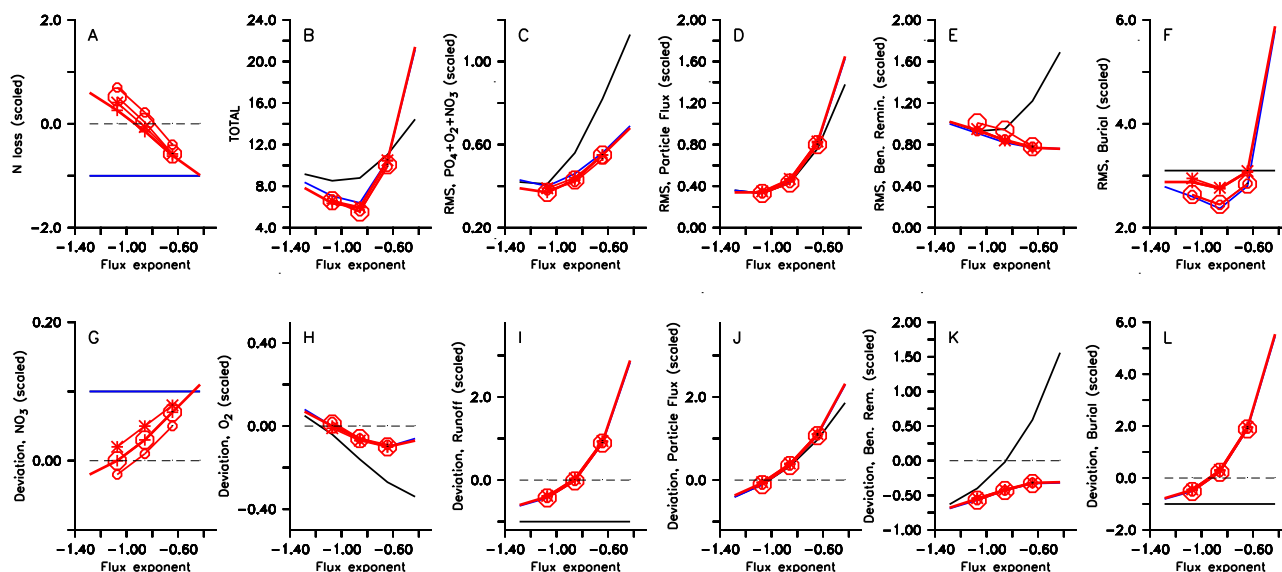 A
N loss (scaled)
2.0
0.0
−2.0
−1.40 −1.00 −0.60
Flux exponent
B
TOTAL
24.0
20.0
16.0
12.0
8.0
4.0
−1.40 −1.00 −0.60
Flux exponent
C
RMS, PO4+O2+NO3 (scaled)
1.00
0.60
0.20
−1.40 −1.00 −0.60
Flux exponent
D
RMS, Particle Flux (scaled)
2.00
1.60
1.20
0.80
0.40
0.00
−1.40 −1.00 −0.60
Flux exponent
E
RMS, Ben. Remin. (scaled)
2.00
1.60
1.20
0.80
0.40
0.00
−1.40 −1.00 −0.60
Flux exponent
F
RMS, Burial (scaled)
6.0
4.0
2.0
−1.40 −1.00 −0.60
Flux exponent
G
Deviation, NO3 (scaled)
0.20
0.00
−1.40 −1.00 −0.60
Flux exponent
H
Deviation, O2 (scaled)
0.40
0.00
−0.40
−1.40 −1.00 −0.60
Flux exponent
I
Deviation, Runoff (scaled)
2.0
0.0
−1.40 −1.00 −0.60
Flux exponent
J
Deviation, Particle Flux (scaled)
2.0
0.0
−1.40 −1.00 −0.60
Flux exponent
K
Deviation, Ben. Rem. (scaled)
2.00
1.50
1.00
0.50
0.00
−0.50
−1.00
−1.40 −1.00 −0.60
Flux exponent
L
Deviation, Burial (scaled)
6.0
4.0
2.0
0.0
−2.0
−1.40 −1.00 −0.60
Flux exponent